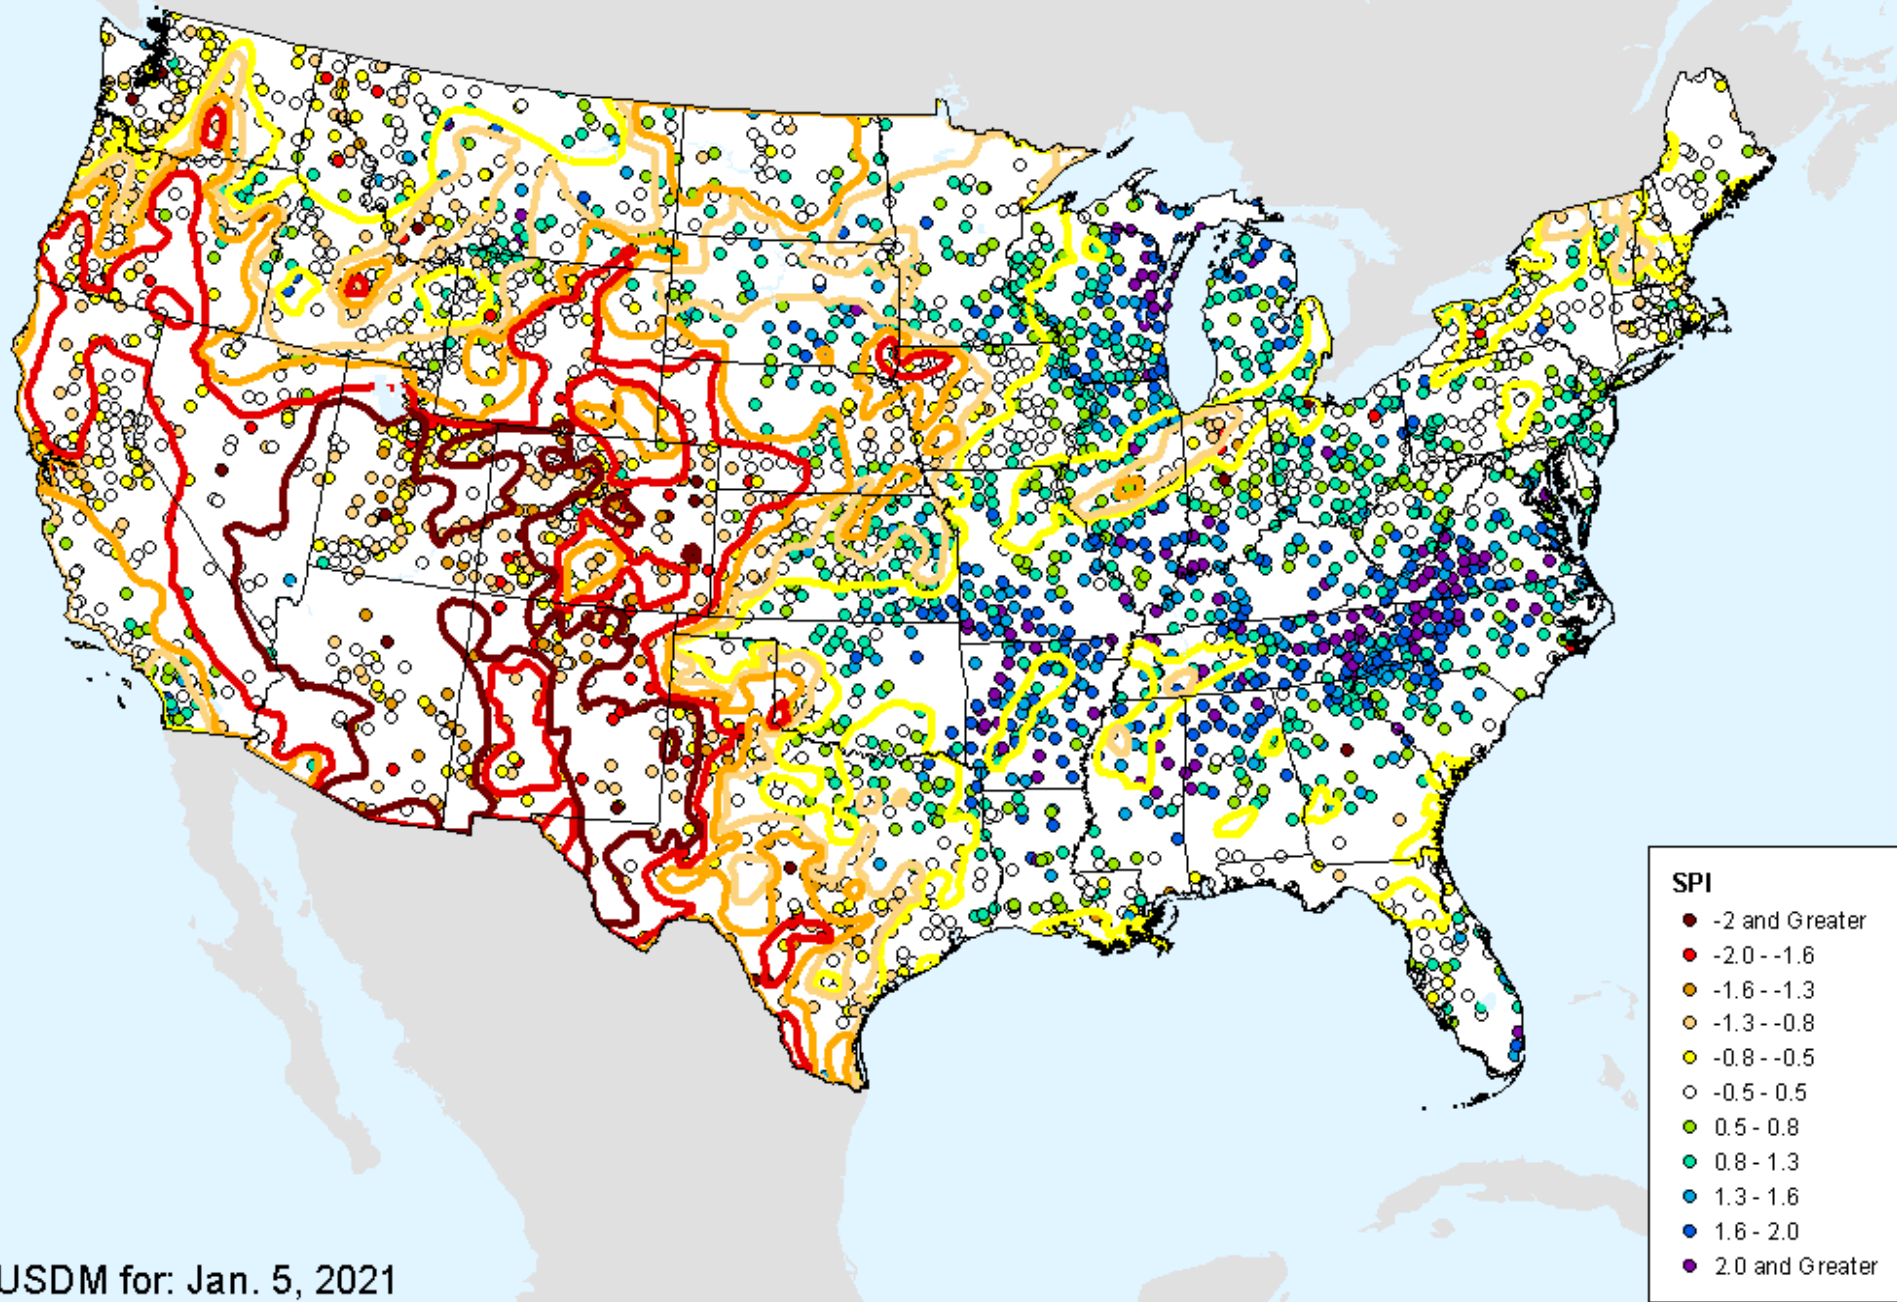 SPI
-2 and Greater
-2.0 - -1.6
-1.6 - -1.3
-1.3 - -0.8
-0.8 - -0.5
-0.5 - 0.5
0.5 - 0.8
0.8 - 1.3
1.3 - 1.6
1.6 - 2.0
2.0 and Greater
USDM for: Jan. 5, 2021